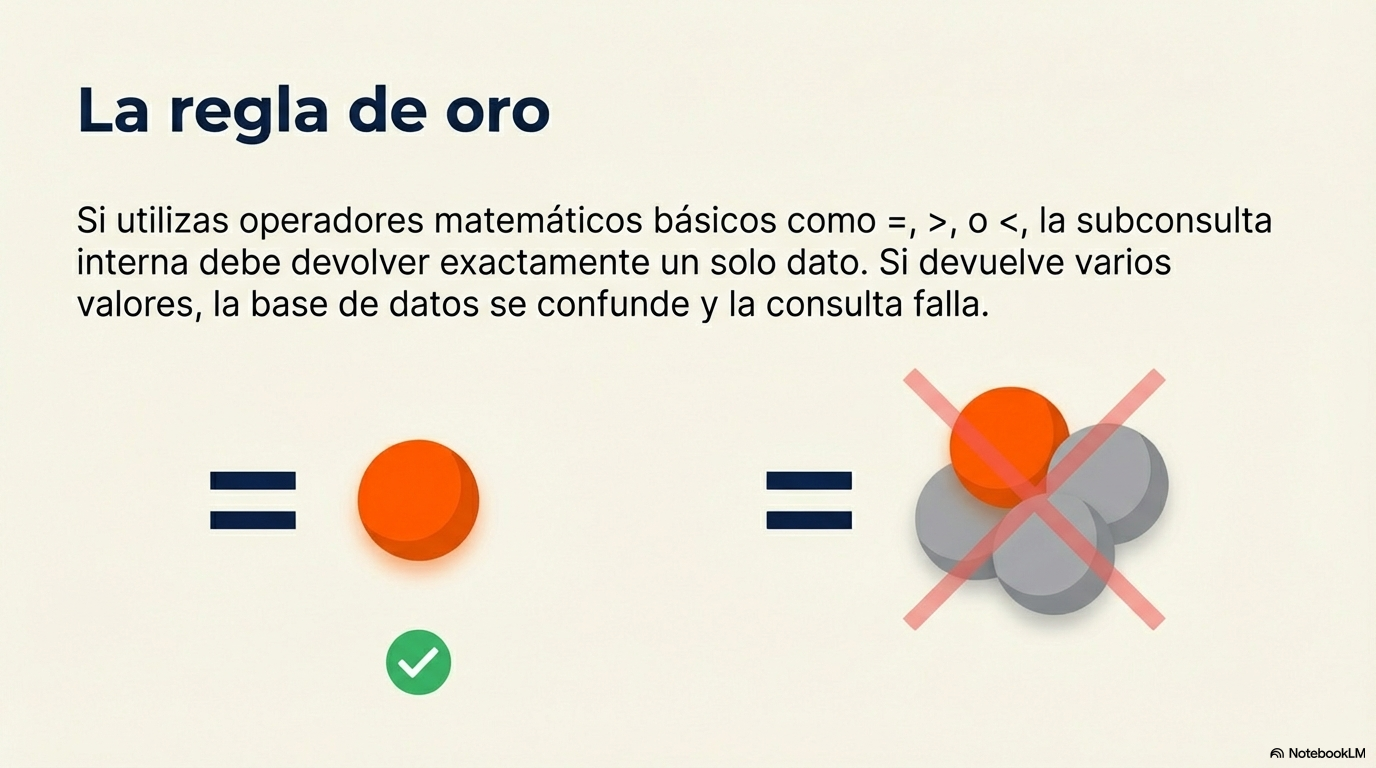 La regla de oro
Si utilizas operadores matemáticos básicos como =, >, o <, la subconsulta
interna debe devolver exactamente un solo dato. Si devuelve varios
valores, la base de datos se confunde y la consulta falla.
=
=
NotebookLM